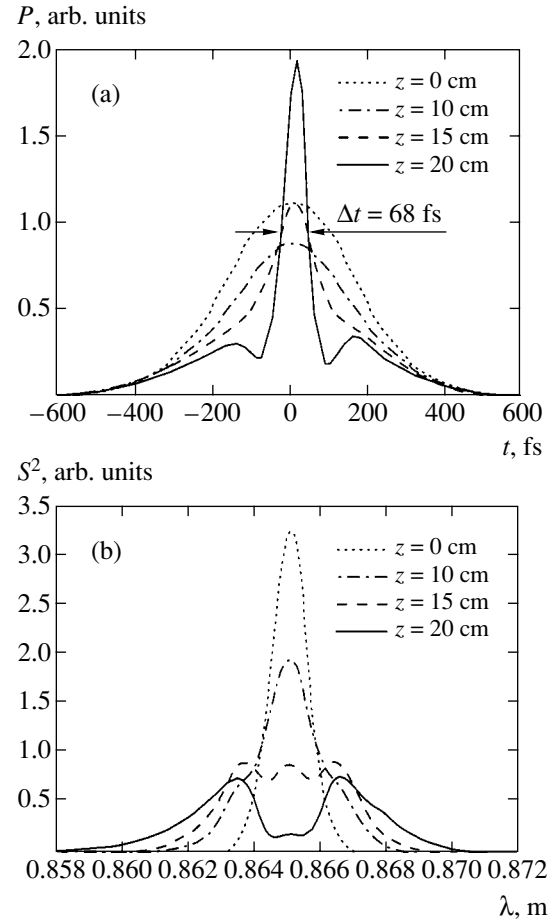 P, arb. units
2.0
(a)
z = 0 cm
z = 10 cm
z = 15 cm
z = 20 cm
1.5
Δt = 68 fs
1.0
0.5
−600 −400 −200 0 200 400 600
t, fs
S², arb. units
3.5
(b)
z = 0 cm
z = 10 cm
z = 15 cm
z = 20 cm
3.0
2.5
2.0
1.5
1.0
0.5
0.858 0.860 0.862 0.864 0.866 0.868 0.870 0.872
λ, m